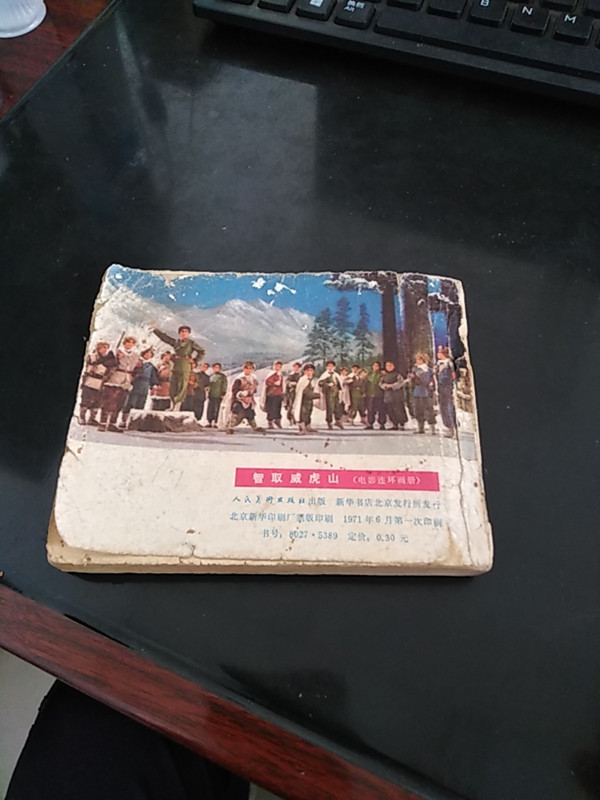 B N M
智取威虎山 （电影连环画册）
人民美术出版社出版 新华书店北京发行所发行
北京新华印刷厂制版印刷 1971年6月第一次印刷
书号：8027·5389 定价：0.30元